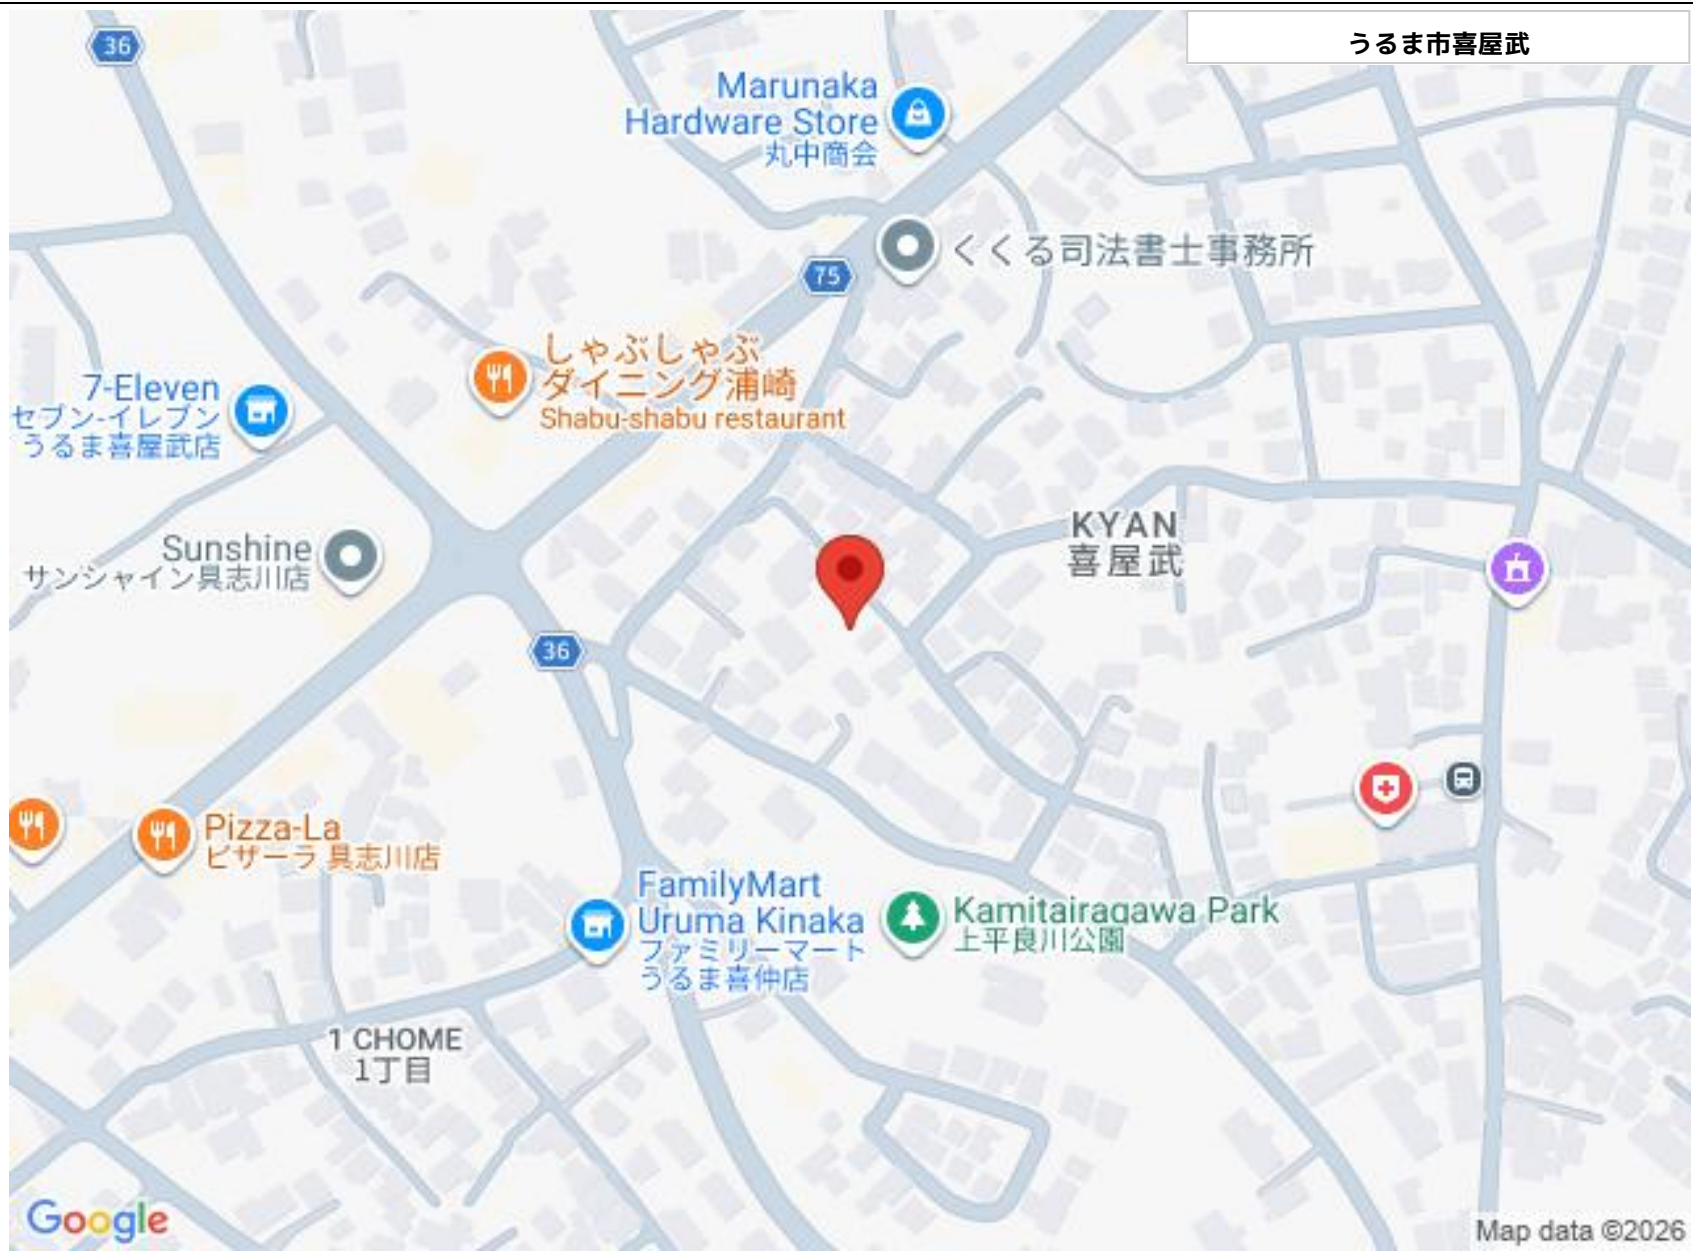 うるま市喜屋武
36
Marunaka
Hardware Store
丸中商会
くくる司法書士事務所
75
しゃぶしゃぶ
ダイニング浦崎
Shabu-shabu restaurant
7-Eleven
セブン-イレブン
うるま喜屋武店
KYAN
喜屋武
Sunshine
サンシャイン具志川店
36
Pizza-La
ピザーラ 具志川店
FamilyMart
Uruma Kinaka
ファミリーマート
うるま喜仲店
Kamitairagawa Park
上平良川公園
1 CHOME
1丁目
Google
Map data ©2026